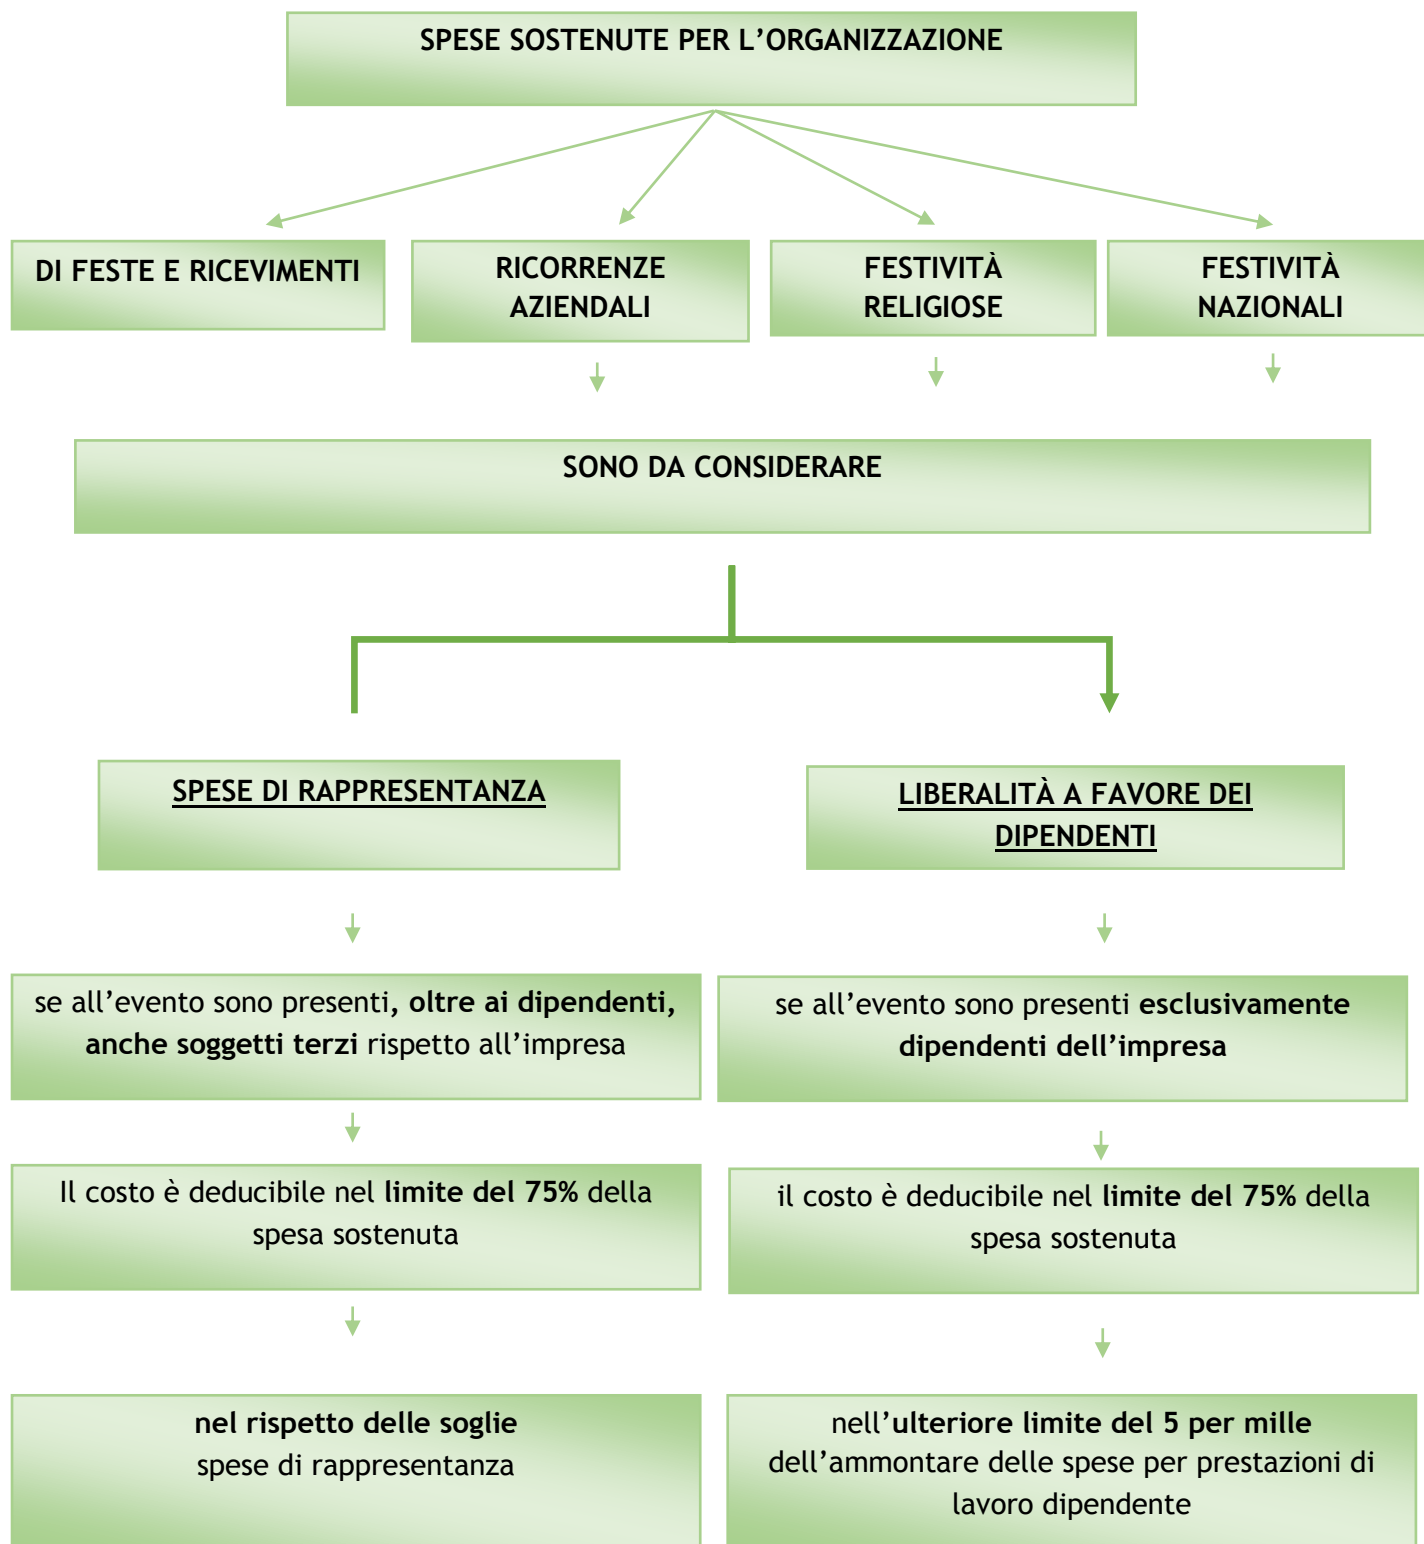 SPESE SOSTENUTE PER L’ORGANIZZAZIONE
DI FESTE E RICEVIMENTI
RICORRENZE
AZIENDALI
FESTIVITÀ
RELIGIOSE
FESTIVITÀ
NAZIONALI
SONO DA CONSIDERARE
SPESE DI RAPPRESENTANZA
LIBERALITÀ A FAVORE DEI
DIPENDENTI
se all’evento sono presenti, oltre ai dipendenti,
anche soggetti terzi rispetto all’impresa
se all’evento sono presenti esclusivamente
dipendenti dell’impresa
Il costo è deducibile nel limite del 75% della
spesa sostenuta
il costo è deducibile nel limite del 75% della
spesa sostenuta
nel rispetto delle soglie
spese di rappresentanza
nell’ulteriore limite del 5 per mille
dell’ammontare delle spese per prestazioni di
lavoro dipendente